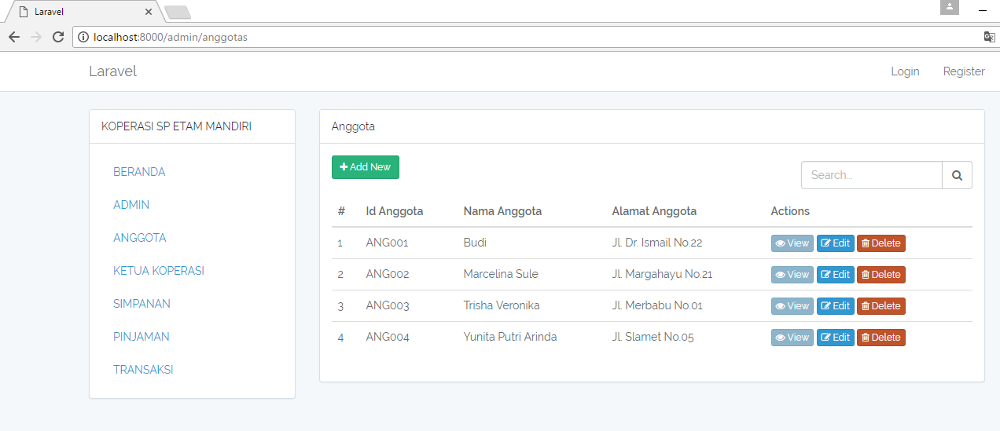 Laravel
localhost:8000/admin/anggotas
Laravel Login Register
KOPERASI SP ETAM MANDIRI
BERANDA
ADMIN
ANGGOTA
KETUA KOPERASI
SIMPANAN
PINJAMAN
TRANSAKSI
Anggota
Add New
Search...
# Id Anggota Nama Anggota Alamat Anggota Actions
1 ANG001 Budi Jl. Dr. Ismail No.22 View Edit Delete
2 ANG002 Marcelina Sule Jl. Margahayu No.21 View Edit Delete
3 ANG003 Trisha Veronika Jl. Merbabu No.01 View Edit Delete
4 ANG004 Yunita Putri Arinda Jl. Slamet No.05 View Edit Delete